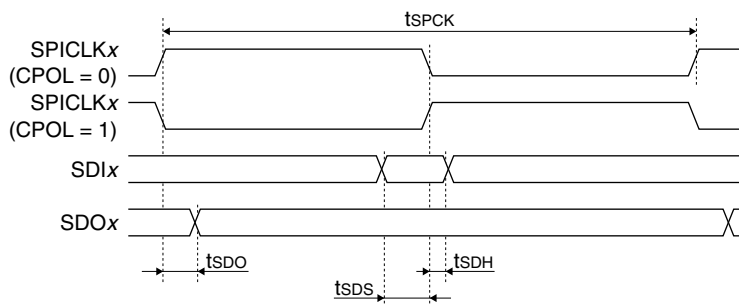 tSPCK
SPICLKx
(CPOL = 0)
SPICLKx
(CPOL = 1)
SDIx
SDOx
tSDO
tSDH
tSDS